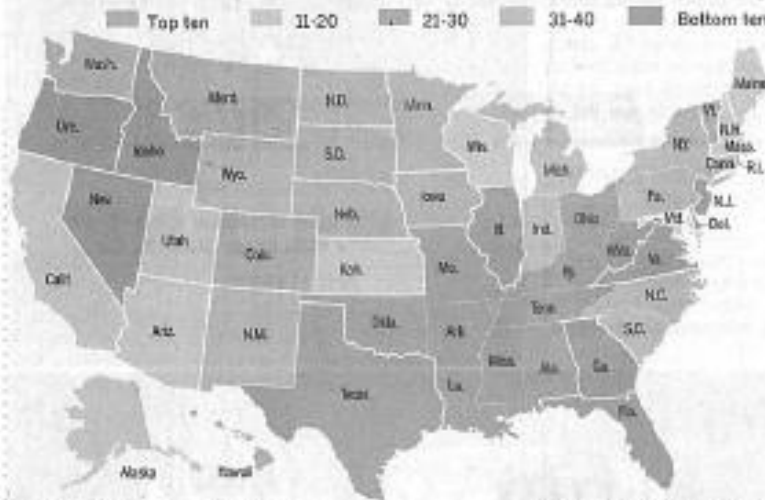 Top ten 11-20 21-30 31-40 Bottom ten
Wash. Mont. N.D. Minn. Maine
Ore. Idaho Wyo. S.D. Wis. Mich. N.Y. Vt. N.H. Mass. Conn. R.I.
Nev. Utah Colo. Neb. Iowa Ill. Ind. Ohio Pa. N.J. Md. Del.
Calif. Kan. Mo. Ky. W.Va. Va.
Ariz. N.M. Okla. Ark. Tenn. N.C.
Texas La. Miss. Ala. Ga. S.C.
Fla.
Alaska Hawaii